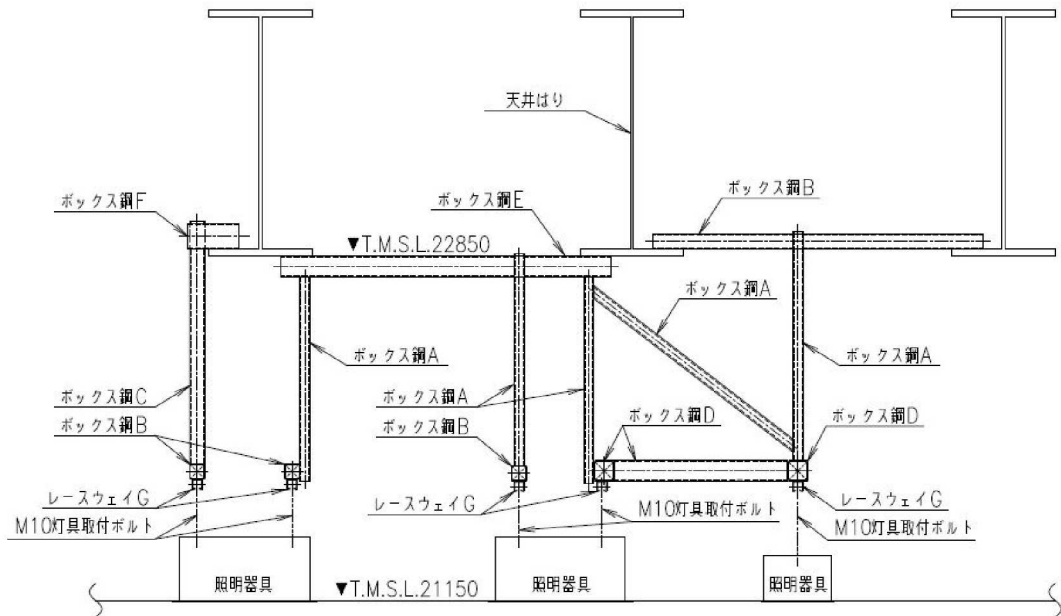 天井はり
ボックス鋼B
ボックス鋼F
ボックス鋼E
▼T.M.S.L.22850
ボックス鋼A
ボックス鋼A
ボックス鋼A
ボックス鋼C
ボックス鋼A
ボックス鋼B
ボックス鋼B
ボックス鋼D
ボックス鋼D
レースウェイG
レースウェイG
レースウェイG
M10灯具取付ボルト
M10灯具取付ボルト
M10灯具取付ボルト
照明器具
▼T.M.S.L.21150
照明器具
照明器具